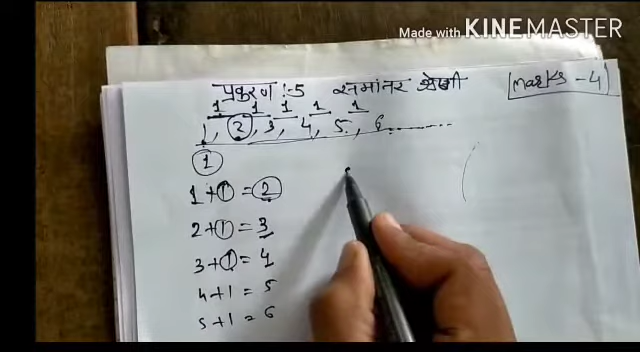 Made with KINEMASTER
प्रकरण :-5 समांतर श्रेणी
Marks - 4
1 1 1 1 1
1, 2, 3, 4, 5, 6..........
1
1 + 1 = 2
2 + 1 = 3
3 + 1 = 4
4 + 1 = 5
5 + 1 = 6